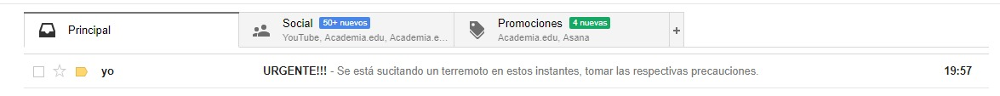 Principal
Social 50+ nuevos
YouTube, Academia.edu, Academia.e...
Promociones 4 nuevas
Academia.edu, Asana
+
yo URGENTE!!! - Se está sucitando un terremoto en estos instantes, tomar las respectivas precauciones. 19:57